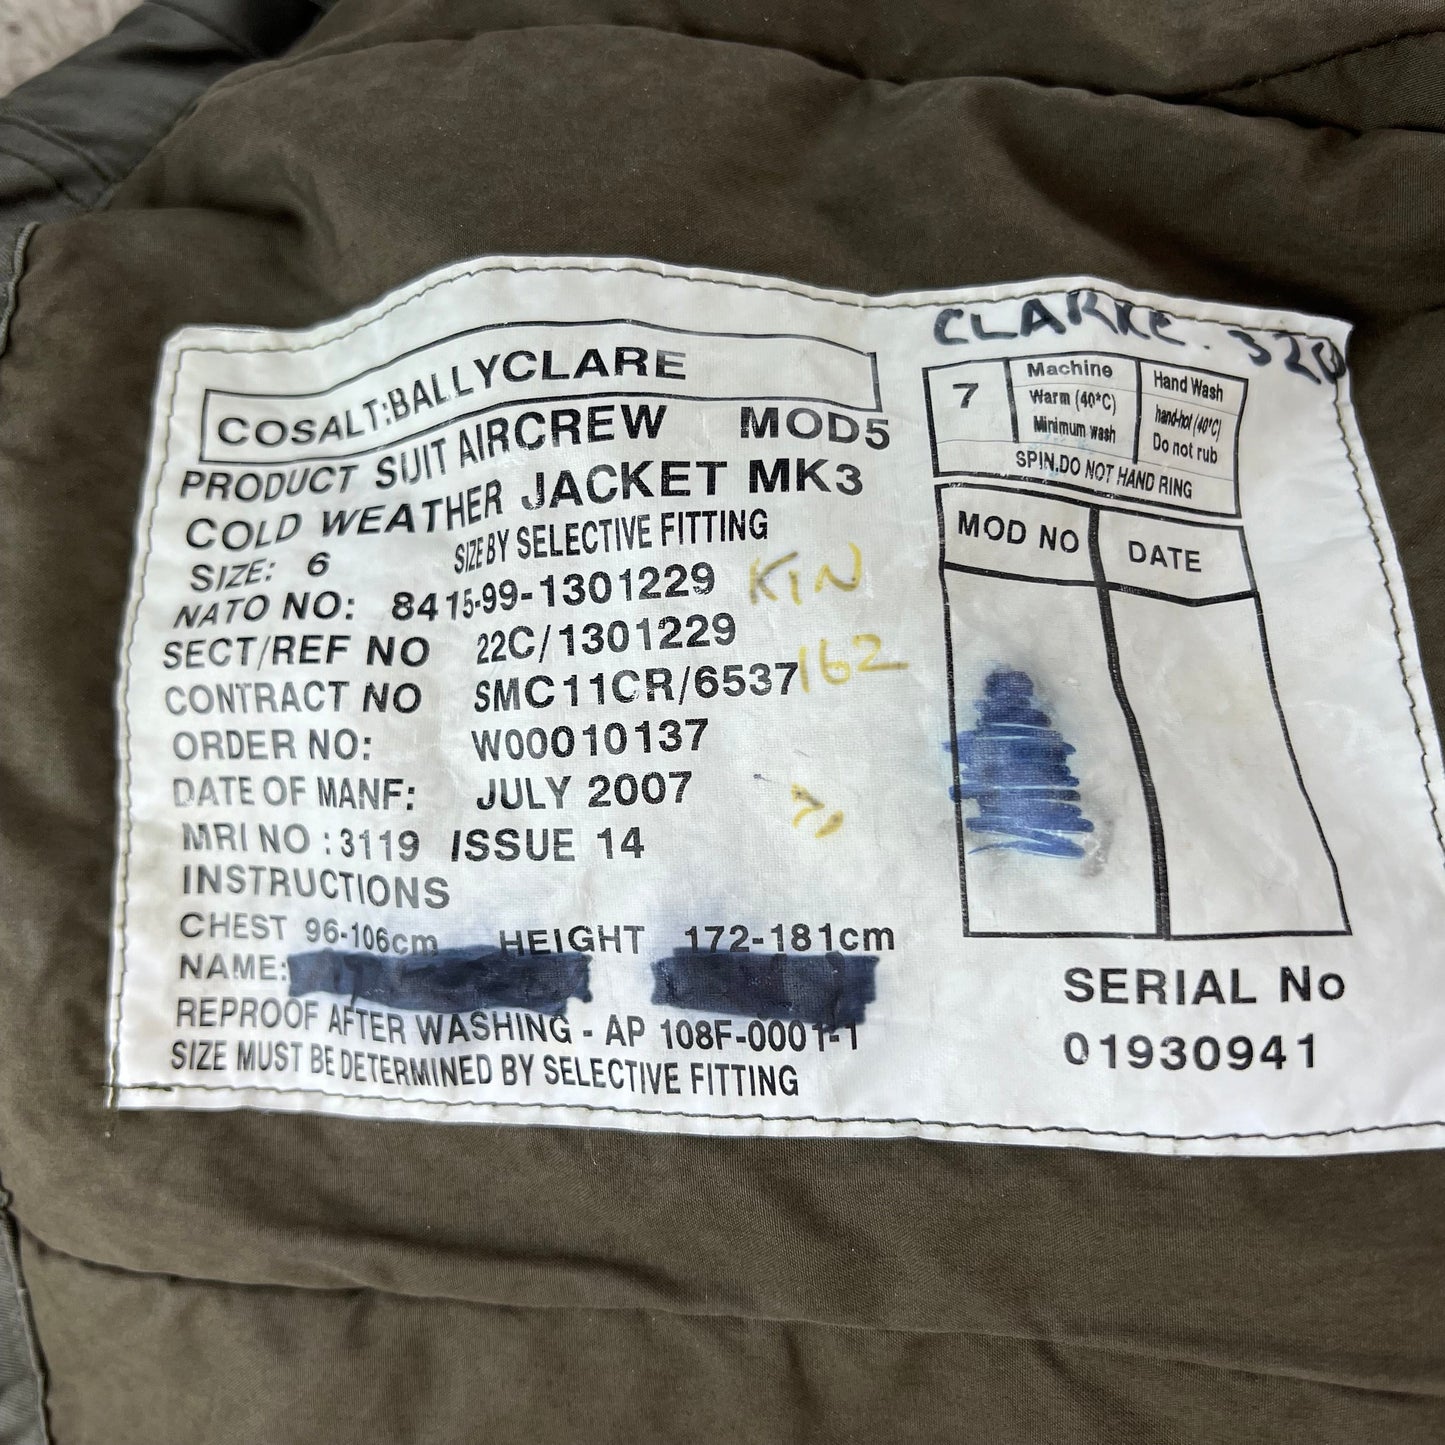 CLARKE. 320
COSALT:BALLYCLARE
PRODUCT SUIT AIRCREW MOD5
COLD WEATHER JACKET MK3
SIZE: 6 SIZE BY SELECTIVE FITTING
NATO NO: 8415-99-1301229
KIN
SECT/REF NO 22C/1301229
162
CONTRACT NO SMC11CR/6537
ORDER NO: W00010137
DATE OF MANF: JULY 2007
MRI NO :3119 ISSUE 14
INSTRUCTIONS
CHEST 96-106cm HEIGHT 172-181cm
NAME:
REPROOF AFTER WASHING - AP 108F-0001-1
SIZE MUST BE DETERMINED BY SELECTIVE FITTING
7
Machine
Warm (40°C)
Minimum wash
Hand Wash
hand-hot (40°C)
Do not rub
SPIN.DO NOT HAND RING
MOD NO DATE
SERIAL No
01930941